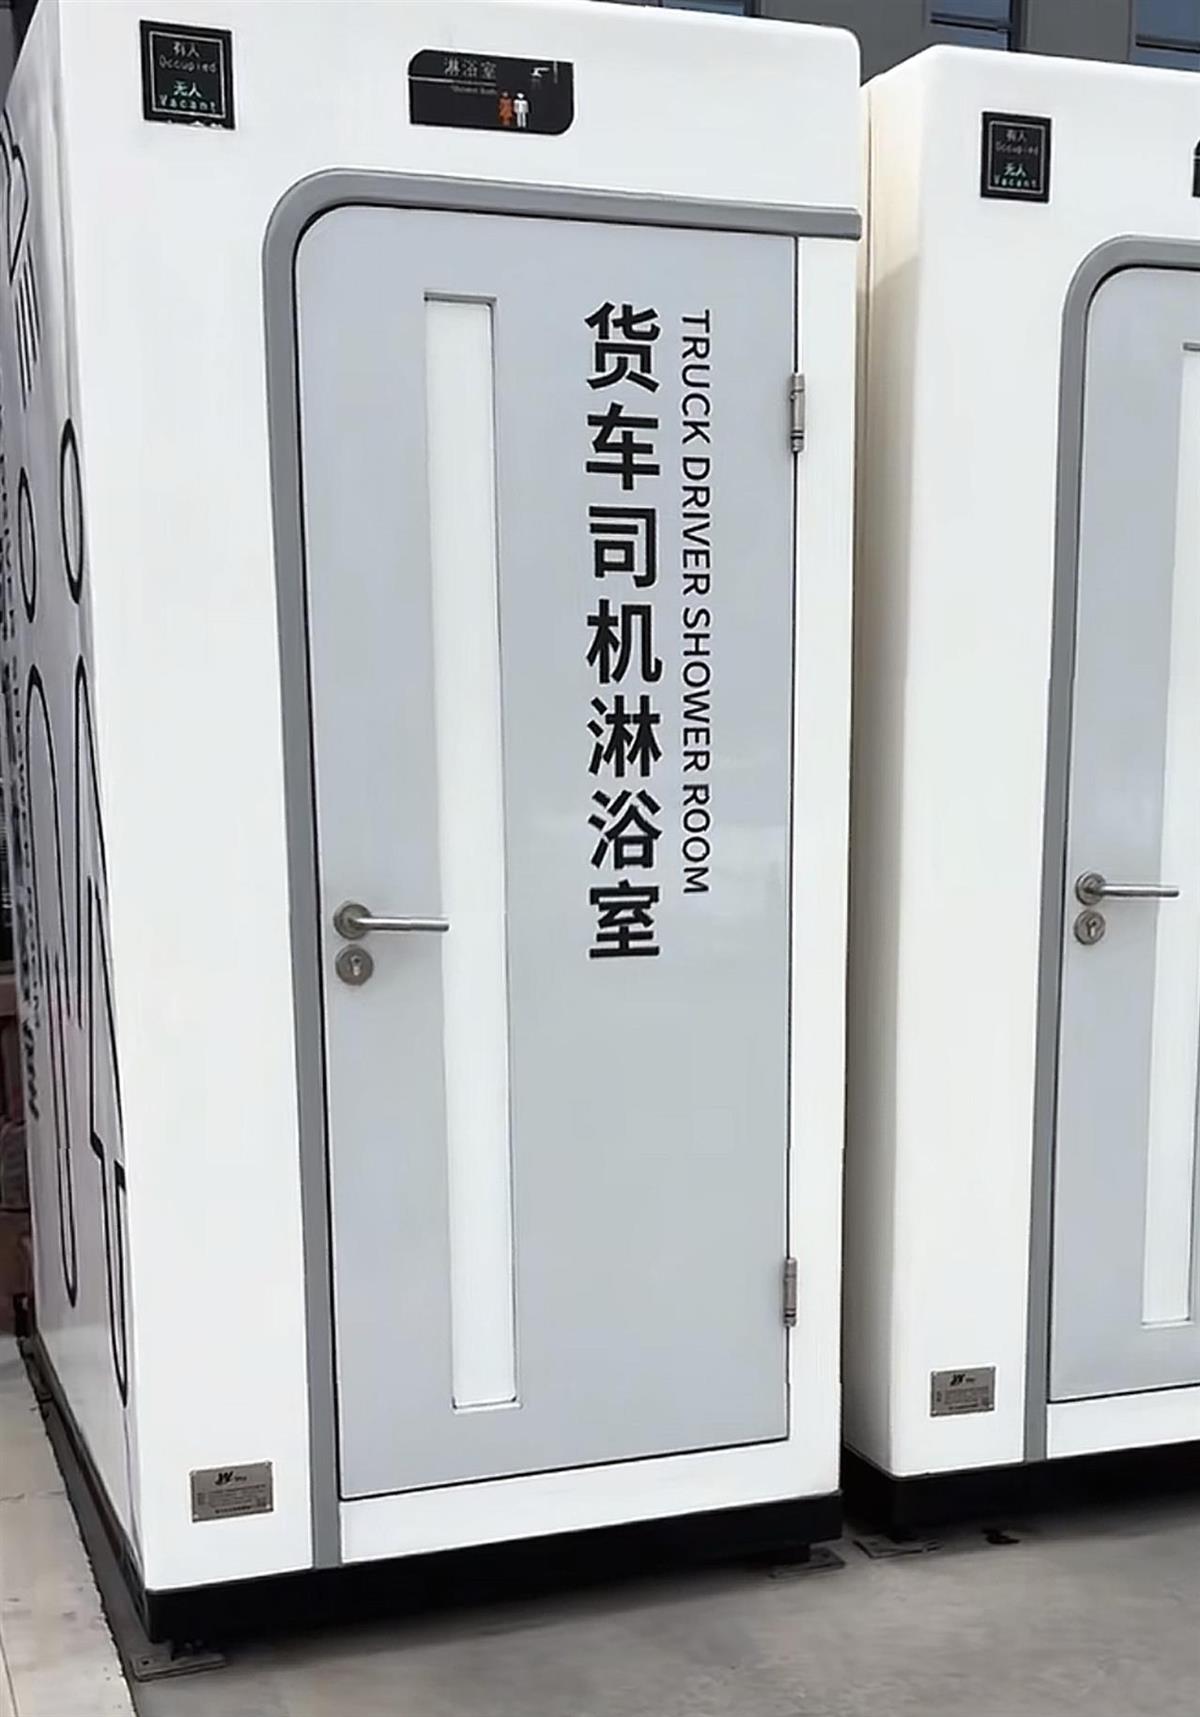 有人
Occupied
无人
Vacant
淋浴室
货车司机淋浴室
TRUCK DRIVER SHOWER ROOM
有人
Occupied
无人
Vacant